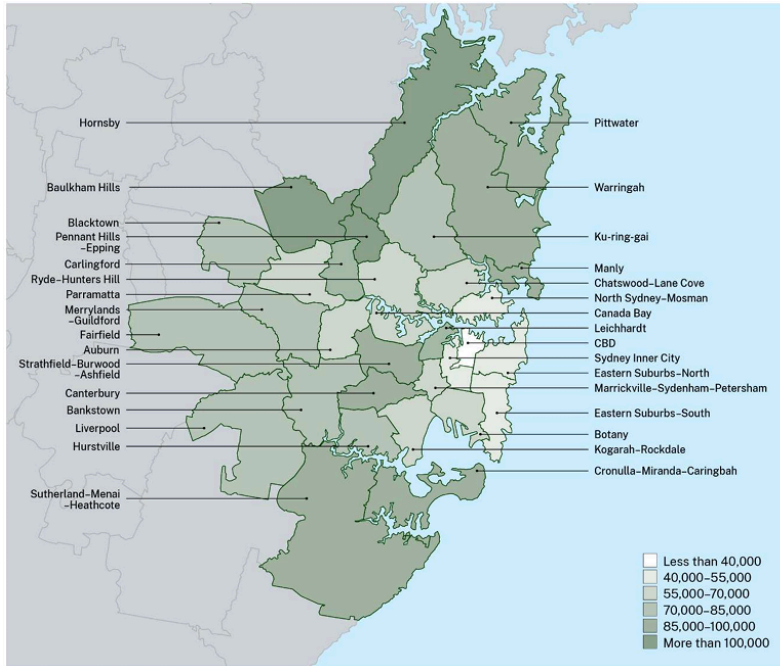 Hornsby
Baulkham Hills
Blacktown
Pennant Hills
–Epping
Carlingford
Ryde–Hunters Hill
Parramatta
Merrylands
–Guildford
Fairfield
Auburn
Strathfield–Burwood
–Ashfield
Canterbury
Bankstown
Liverpool
Hurstville
Sutherland–Menai
–Heathcote
Pittwater
Warringah
Ku-ring-gai
Manly
Chatswood–Lane Cove
North Sydney–Mosman
Canada Bay
Leichhardt
CBD
Sydney Inner City
Eastern Suburbs–North
Marrickville–Sydenham–Petersham
Eastern Suburbs–South
Botany
Kogarah–Rockdale
Cronulla–Miranda–Caringbah
Less than 40,000
40,000–55,000
55,000–70,000
70,000–85,000
85,000–100,000
More than 100,000